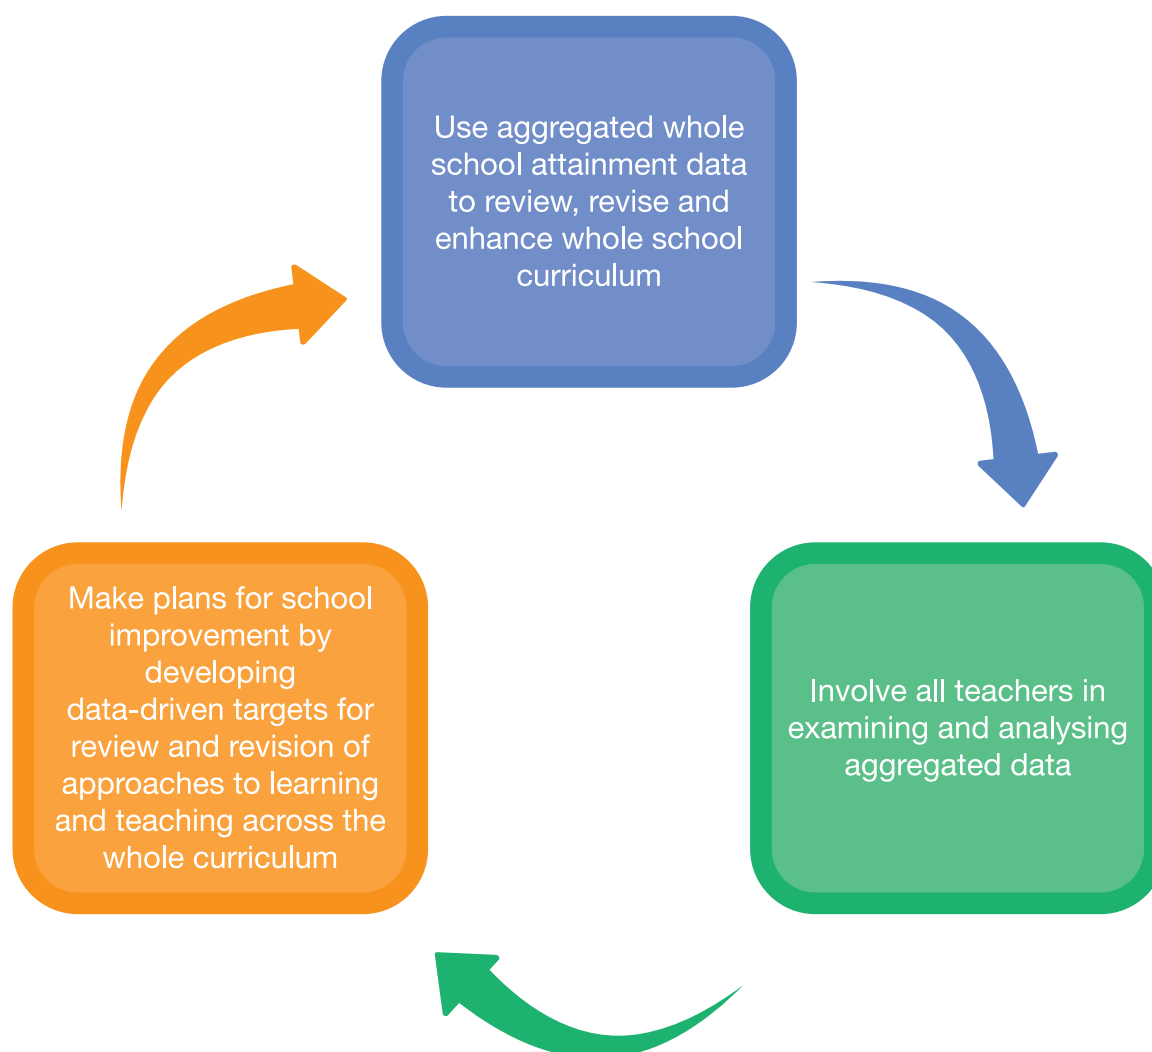 Use aggregated whole
school attainment data
to review, revise and
enhance whole school
curriculum
Involve all teachers in
examining and analysing
aggregated data
Make plans for school
improvement by
developing
data-driven targets for
review and revision of
approaches to learning
and teaching across the
whole curriculum